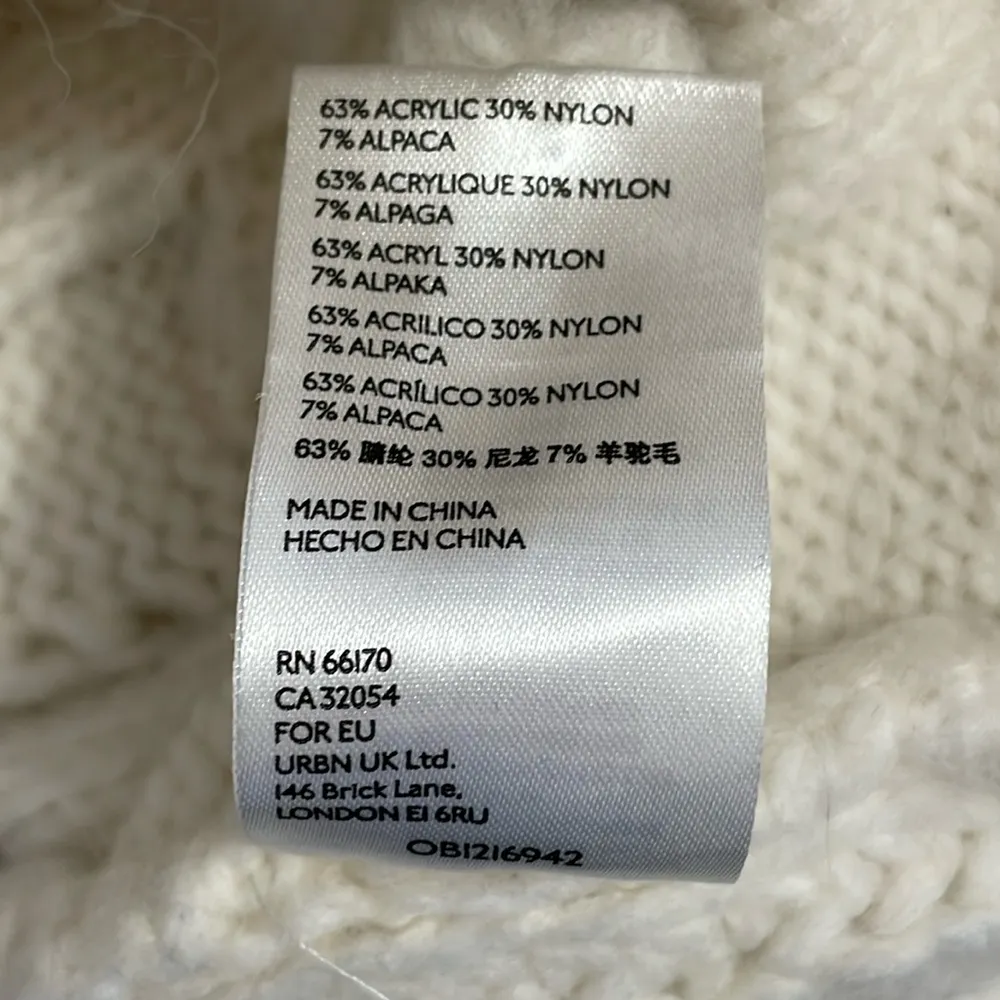 63% ACRYLIC 30% NYLON
7% ALPACA
63% ACRYLIQUE 30% NYLON
7% ALPAGA
63% ACRYL 30% NYLON
7% ALPAKA
63% ACRILICO 30% NYLON
7% ALPACA
63% ACRÍLICO 30% NYLON
7% ALPACA
63% 腈纶 30% 尼龙 7% 羊驼毛
MADE IN CHINA
HECHO EN CHINA
RN 66170
CA 32054
FOR EU
URBN UK Ltd.
146 Brick Lane,
LONDON E1 6RU
OB1216942